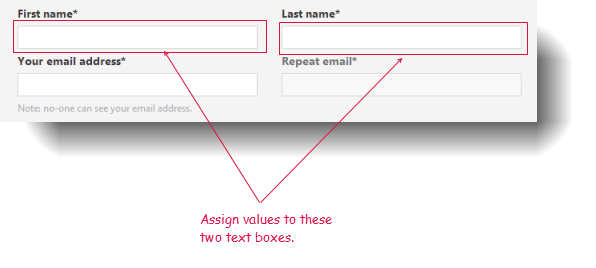 First name* Last name*
Your email address* Repeat email*
Note: no-one can see your email address.
Assign values to these
two text boxes.